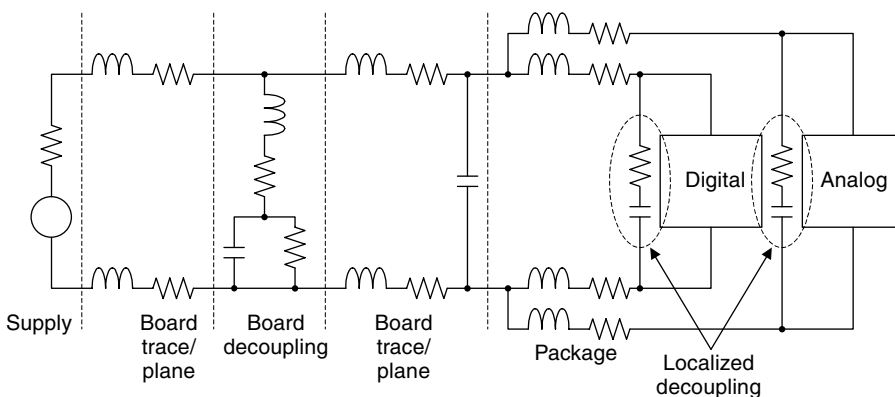 Digital
Analog
Supply
Board
trace/
plane
Board
decoupling
Board
trace/
plane
Package
Localized
decoupling